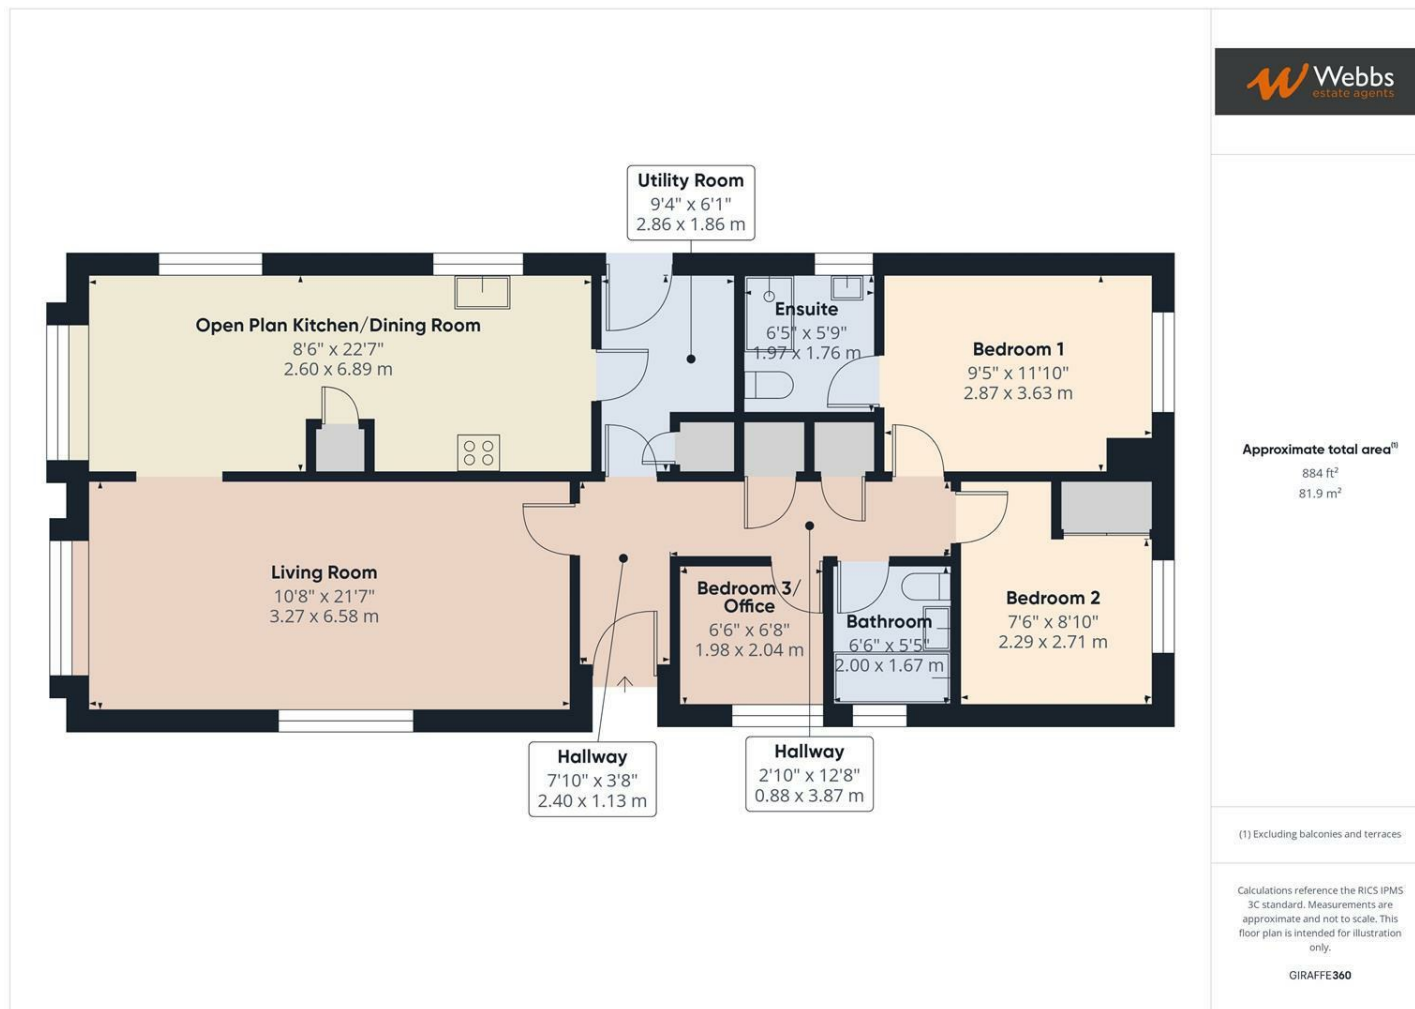 Webbs
estate agents
Utility Room
9'4" x 6'1"
2.86 x 1.86 m
Open Plan Kitchen/Dining Room
8'6" x 22'7"
2.60 x 6.89 m
Ensuite
6'5" x 5'9"
1.97 x 1.76 m
Bedroom 1
9'5" x 11'10"
2.87 x 3.63 m
Living Room
10'8" x 21'7"
3.27 x 6.58 m
Bedroom 3/
Office
6'6" x 6'8"
1.98 x 2.04 m
Bathroom
6'6" x 5'5"
2.00 x 1.67 m
Bedroom 2
7'6" x 8'10"
2.29 x 2.71 m
Hallway
7'10" x 3'8"
2.40 x 1.13 m
Hallway
2'10" x 12'8"
0.88 x 3.87 m
Approximate total area⁽¹⁾
884 ft²
81.9 m²
(1) Excluding balconies and terraces
Calculations reference the RICS IPMS
3C standard. Measurements are
approximate and not to scale. This
floor plan is intended for illustration
only.
GIRAFFE360